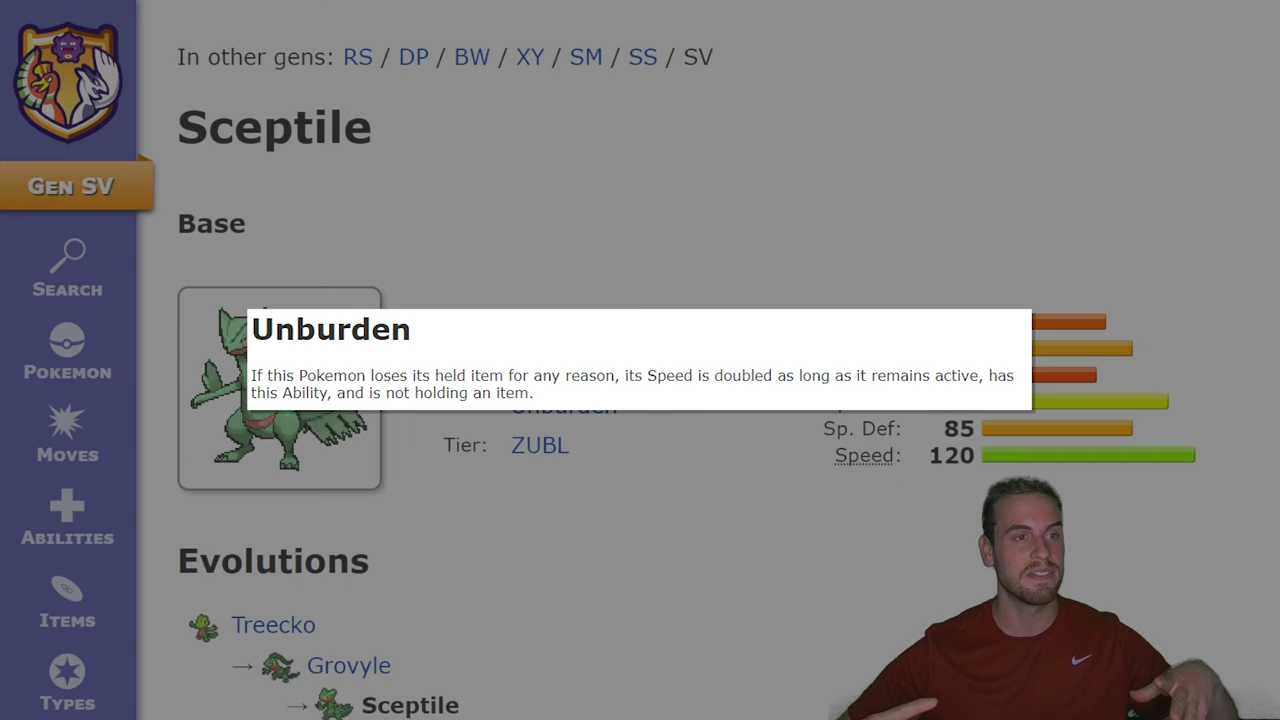 In other gens: RS / DP / BW / XY / SM / SS / SV
Sceptile
GEN SV
Base
SEARCH
Unburden
If this Pokemon loses its held item for any reason, its Speed is doubled as long as it remains active, has
this Ability, and is not holding an item.
POKEMON
Unburden
Sp. Def: 85
Tier: ZUBL
MOVES
Speed: 120
ABILITIES
Evolutions
ITEMS
Treecko
→ Grovyle
TYPES
→ Sceptile